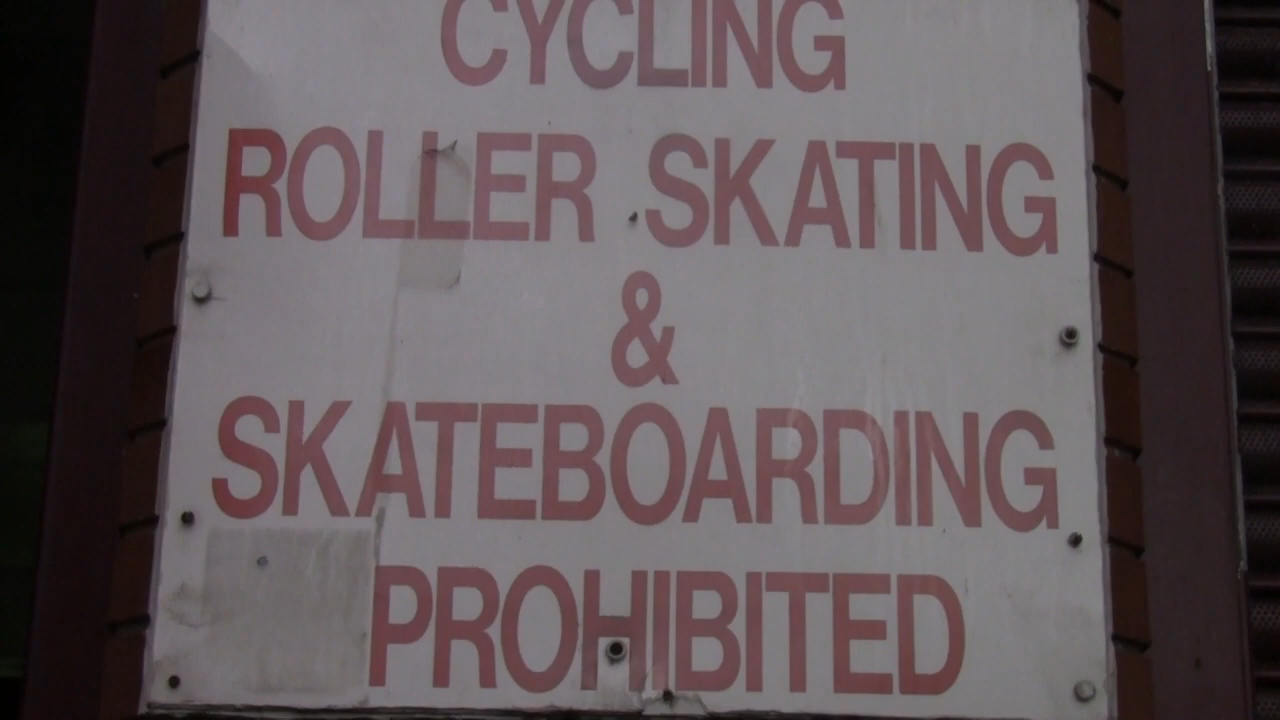 CYCLING
ROLLER SKATING
&
SKATEBOARDING
PROHIBITED